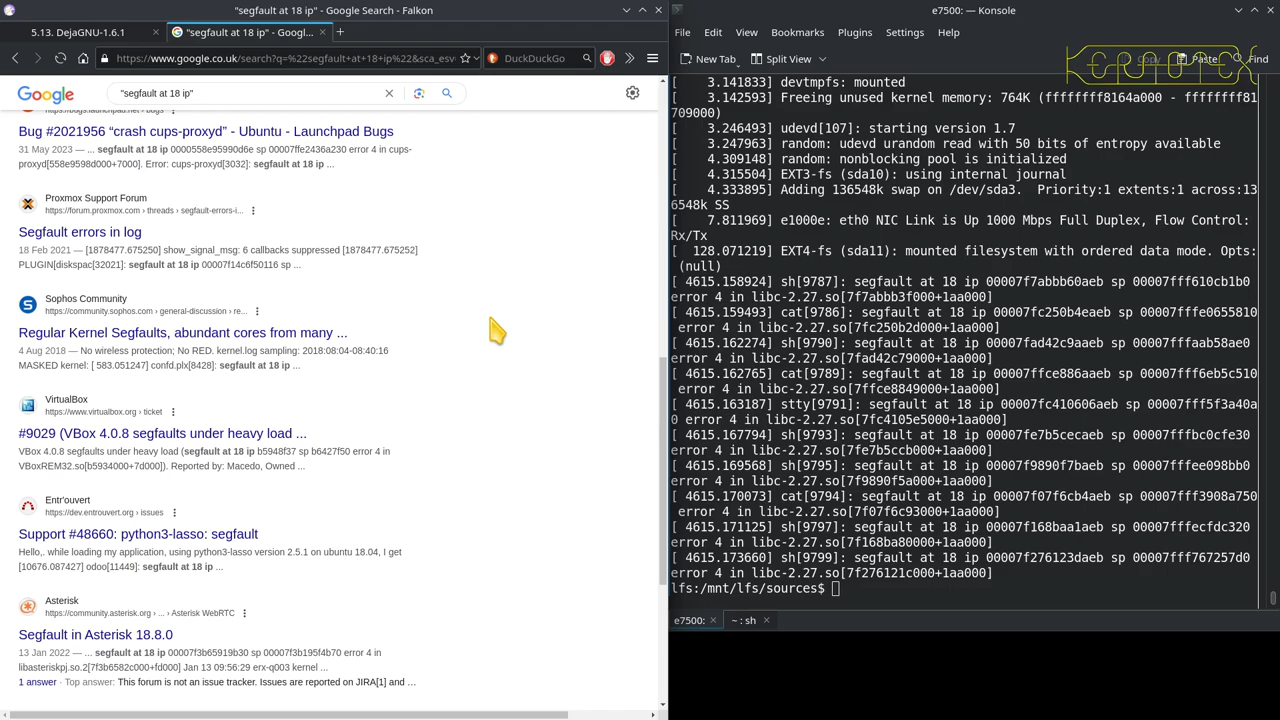 "segfault at 18 ip" - Google Search - Falkon
5.13. DejaGNU-1.6.1
"segfault at 18 ip" - Googl...
https://www.google.co.uk/search?q=%22segfault+at+18+ip%22&sca_esv
DuckDuckGo
Google
"segfault at 18 ip"
https://bugs.launchpad.net › bugs
Bug #2021956 “crash cups-proxyd” - Ubuntu - Launchpad Bugs
31 May 2023 — ... segfault at 18 ip 0000558e95990d6e sp 00007ffe2436a230 error 4 in cups-
proxyd[558e9598d000+7000]. Error: cups-proxyd[3032]: segfault at 18 ip ...
Proxmox Support Forum
https://forum.proxmox.com › threads › segfault-errors-i...
Segfault errors in log
18 Feb 2021 — [1878477.675250] show_signal_msg: 6 callbacks suppressed [1878477.675252]
PLUGIN[diskspac[32021]: segfault at 18 ip 00007f14c6f50116 sp ...
Sophos Community
https://community.sophos.com › general-discussion › re...
Regular Kernel Segfaults, abundant cores from many ...
4 Aug 2018 — No wireless protection; No RED. kernel.log sampling: 2018:08:04-08:40:16
MASKED kernel: [ 583.051247] confd.plx[8428]: segfault at 18 ip ...
VirtualBox
https://www.virtualbox.org › ticket
#9029 (VBox 4.0.8 segfaults under heavy load ...
VBox 4.0.8 segfaults under heavy load (segfault at 18 ip b5948f37 sp b6427f50 error 4 in
VBoxREM32.so[b5934000+7d000]). Reported by: Macedo, Owned ...
Entr'ouvert
https://dev.entrouvert.org › issues
Support #48660: python3-lasso: segfault
Hello,. while loading my application, using python3-lasso version 2.5.1 on ubuntu 18.04, I get
[10676.087427] odoo[11449]: segfault at 18 ip ...
Asterisk
https://community.asterisk.org › ... › Asterisk WebRTC
Segfault in Asterisk 18.8.0
13 Jan 2022 — ... segfault at 18 ip 00007f3b65919b30 sp 00007f3b195f4b70 error 4 in
libasteriskpj.so.2[7f3b6582c000+fd000] Jan 13 09:56:29 erx-q003 kernel ...
1 answer · Top answer: This forum is not an issue tracker. Issues are reported on JIRA[1] and ...
e7500: — Konsole
File Edit View Bookmarks Plugins Settings Help
New Tab Split View Copy Paste Find
[    3.141833] devtmpfs: mounted
[    3.142593] Freeing unused kernel memory: 764K (ffffffff8164a000 - ffffffff81
709000)
[    3.246493] udevd[107]: starting version 1.7
[    3.247963] random: udevd urandom read with 50 bits of entropy available
[    4.309148] random: nonblocking pool is initialized
[    4.315504] EXT3-fs (sda10): using internal journal
[    4.333895] Adding 136548k swap on /dev/sda3.  Priority:1 extents:1 across:13
6548k SS
[    7.811969] e1000e: eth0 NIC Link is Up 1000 Mbps Full Duplex, Flow Control:
Rx/Tx
[  128.071219] EXT4-fs (sda11): mounted filesystem with ordered data mode. Opts:
(null)
[ 4615.158924] sh[9787]: segfault at 18 ip 00007f7abbb60aeb sp 00007fff610cb1b0
error 4 in libc-2.27.so[7f7abbb3f000+1aa000]
[ 4615.159493] cat[9786]: segfault at 18 ip 00007fc250b4eaeb sp 00007fffe0655810
error 4 in libc-2.27.so[7fc250b2d000+1aa000]
[ 4615.162274] sh[9790]: segfault at 18 ip 00007fad42c9aaeb sp 00007fffaab58ae0
error 4 in libc-2.27.so[7fad42c79000+1aa000]
[ 4615.162765] cat[9789]: segfault at 18 ip 00007ffce886aaeb sp 00007fff6eb5c510
error 4 in libc-2.27.so[7ffce8849000+1aa000]
[ 4615.163187] stty[9791]: segfault at 18 ip 00007fc410606aeb sp 00007fff5f3a40a
0 error 4 in libc-2.27.so[7fc4105e5000+1aa000]
[ 4615.167794] sh[9793]: segfault at 18 ip 00007fe7b5cecaeb sp 00007fffbc0cfe30
error 4 in libc-2.27.so[7fe7b5ccb000+1aa000]
[ 4615.169568] sh[9795]: segfault at 18 ip 00007f9890f7baeb sp 00007fffee098bb0
error 4 in libc-2.27.so[7f9890f5a000+1aa000]
[ 4615.170073] cat[9794]: segfault at 18 ip 00007f07f6cb4aeb sp 00007fff3908a750
error 4 in libc-2.27.so[7f07f6c93000+1aa000]
[ 4615.171125] sh[9797]: segfault at 18 ip 00007f168baa1aeb sp 00007fffecfdc320
error 4 in libc-2.27.so[7f168ba80000+1aa000]
[ 4615.173660] sh[9799]: segfault at 18 ip 00007f276123daeb sp 00007fff767257d0
error 4 in libc-2.27.so[7f276121c000+1aa000]
lfs:/mnt/lfs/sources$
e7500:
~ : sh